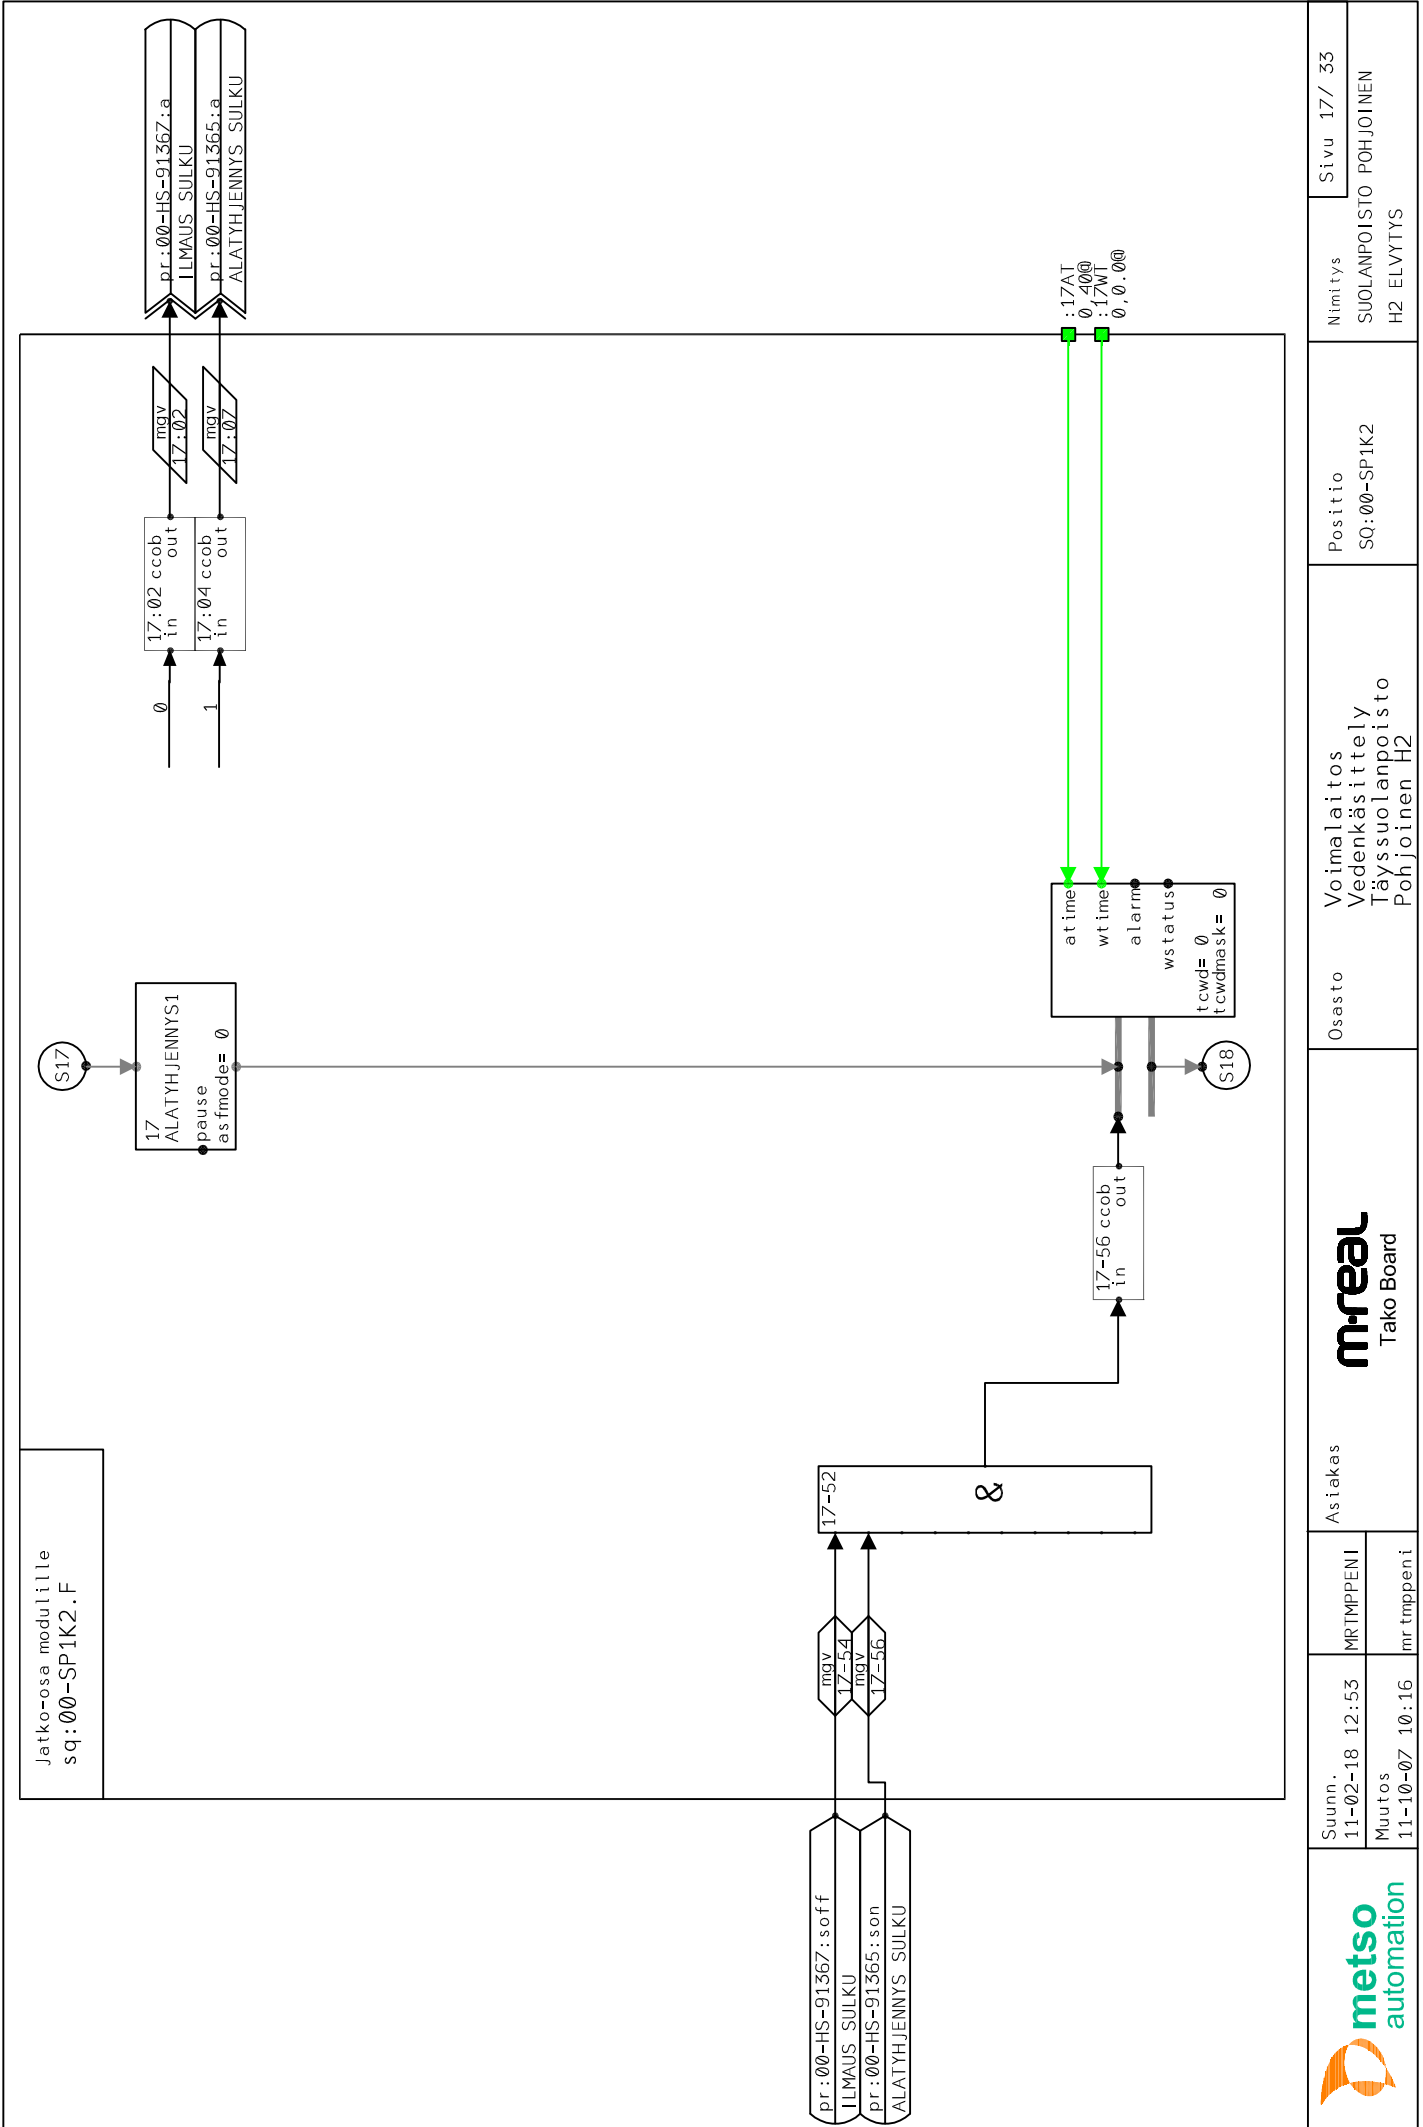 Jatko-osa modulille
sq:00-SP1K2.F
S17
17
ALATYHJENNYS1
pause
asfmode= 0
0
1
17:02 ccob
in out
17:04 ccob
in out
mgv
17:02
mgv
17:07
pr:00-HS-91367:a
ILMAUS SULKU
pr:00-HS-91365:a
ALATYHJENNYS SULKU
pr:00-HS-91367:soff
ILMAUS SULKU
pr:00-HS-91365:son
ALATYHJENNYS SULKU
mgv
17-54
mgv
17-56
17-52
&
17-56 ccob
in out
atime
wtime
alarm
wstatus
tcwd= 0
tcwdmask= 0
S18
:17AT
0,40@
:17WT
0,0.0@
metso
automation
Suunn.
11-02-18 12:53
MRTMPPENI
Muutos
11-10-07 10:16
mrtmppeni
Asiakas
m·real
Tako Board
Osasto
Voimalaitos
Vedenkäsittely
Täyssuolanpoisto
Pohjoinen H2
Positio
SQ:00-SP1K2
Nimitys
SUOLANPOISTO POHJOINEN
H2 ELVYTYS
Sivu 17/ 33